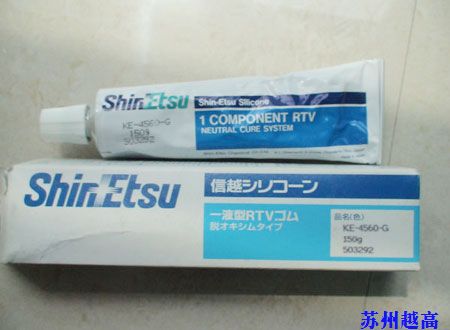 ShinEtsu
KE-4560-G
150g
503292
Shin-Etsu Silicone
1 COMPONENT RTV
NEUTRAL CURE SYSTEM
ShinEtsu
信越シリコーン
一液型RTVゴム
脱オキシムタイプ
品名(色)
KE-4560-G
150g
503292
苏州越高